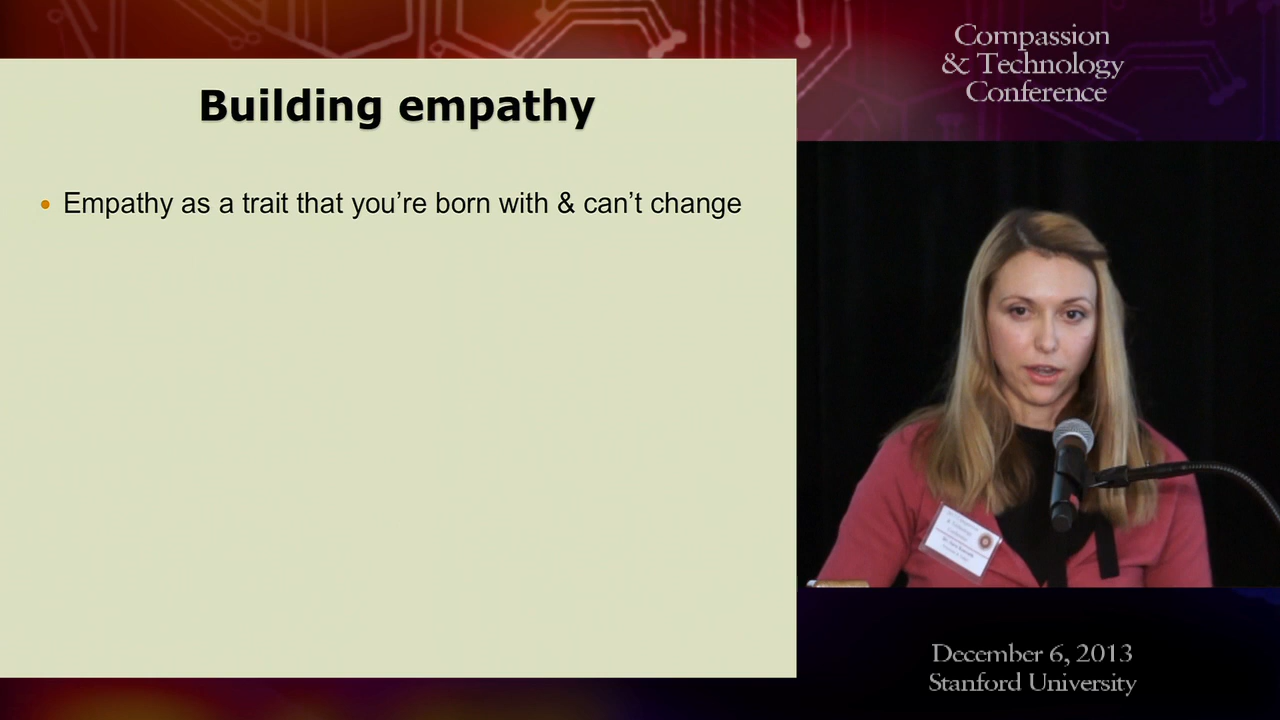 Compassion
& Technology
Conference
Building empathy
• Empathy as a trait that you’re born with & can’t change
December 6, 2013
Stanford University